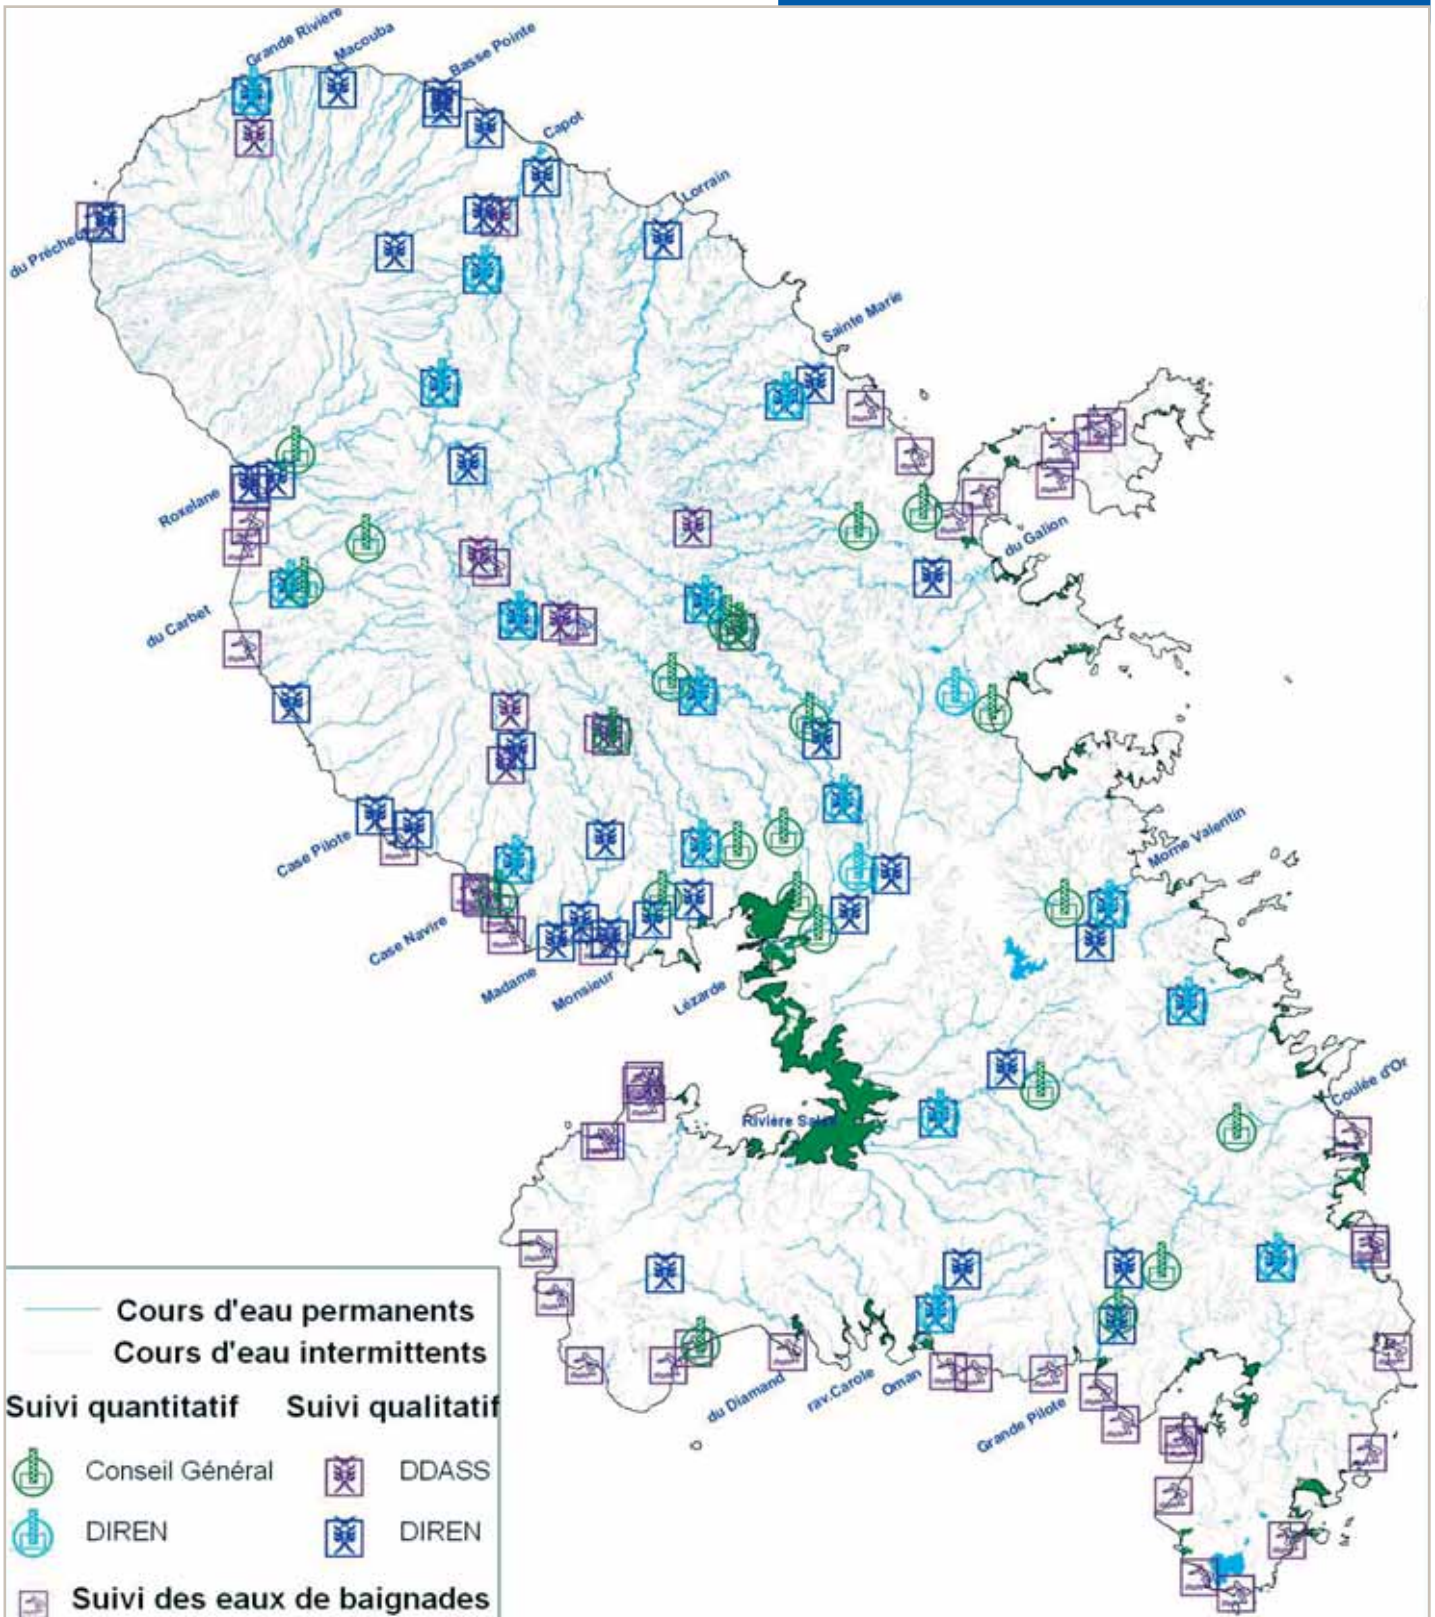 Grande Rivière
Macouba
Basse Pointe
Capot
Lorrain
du Prêcheur
Sainte Marie
Roxelane
du Galion
du Carbet
Case Pilote
Morne Valentin
Case Navire
Madame
Monsieur
Lézarde
Coulée d'Or
Rivière Salée
du Diamand
rav.Carole
Oman
Grande Pilote
Cours d'eau permanents
Cours d'eau intermittents
Suivi quantitatif Suivi qualitatif
Conseil Général DDASS
DIREN DIREN
Suivi des eaux de baignades